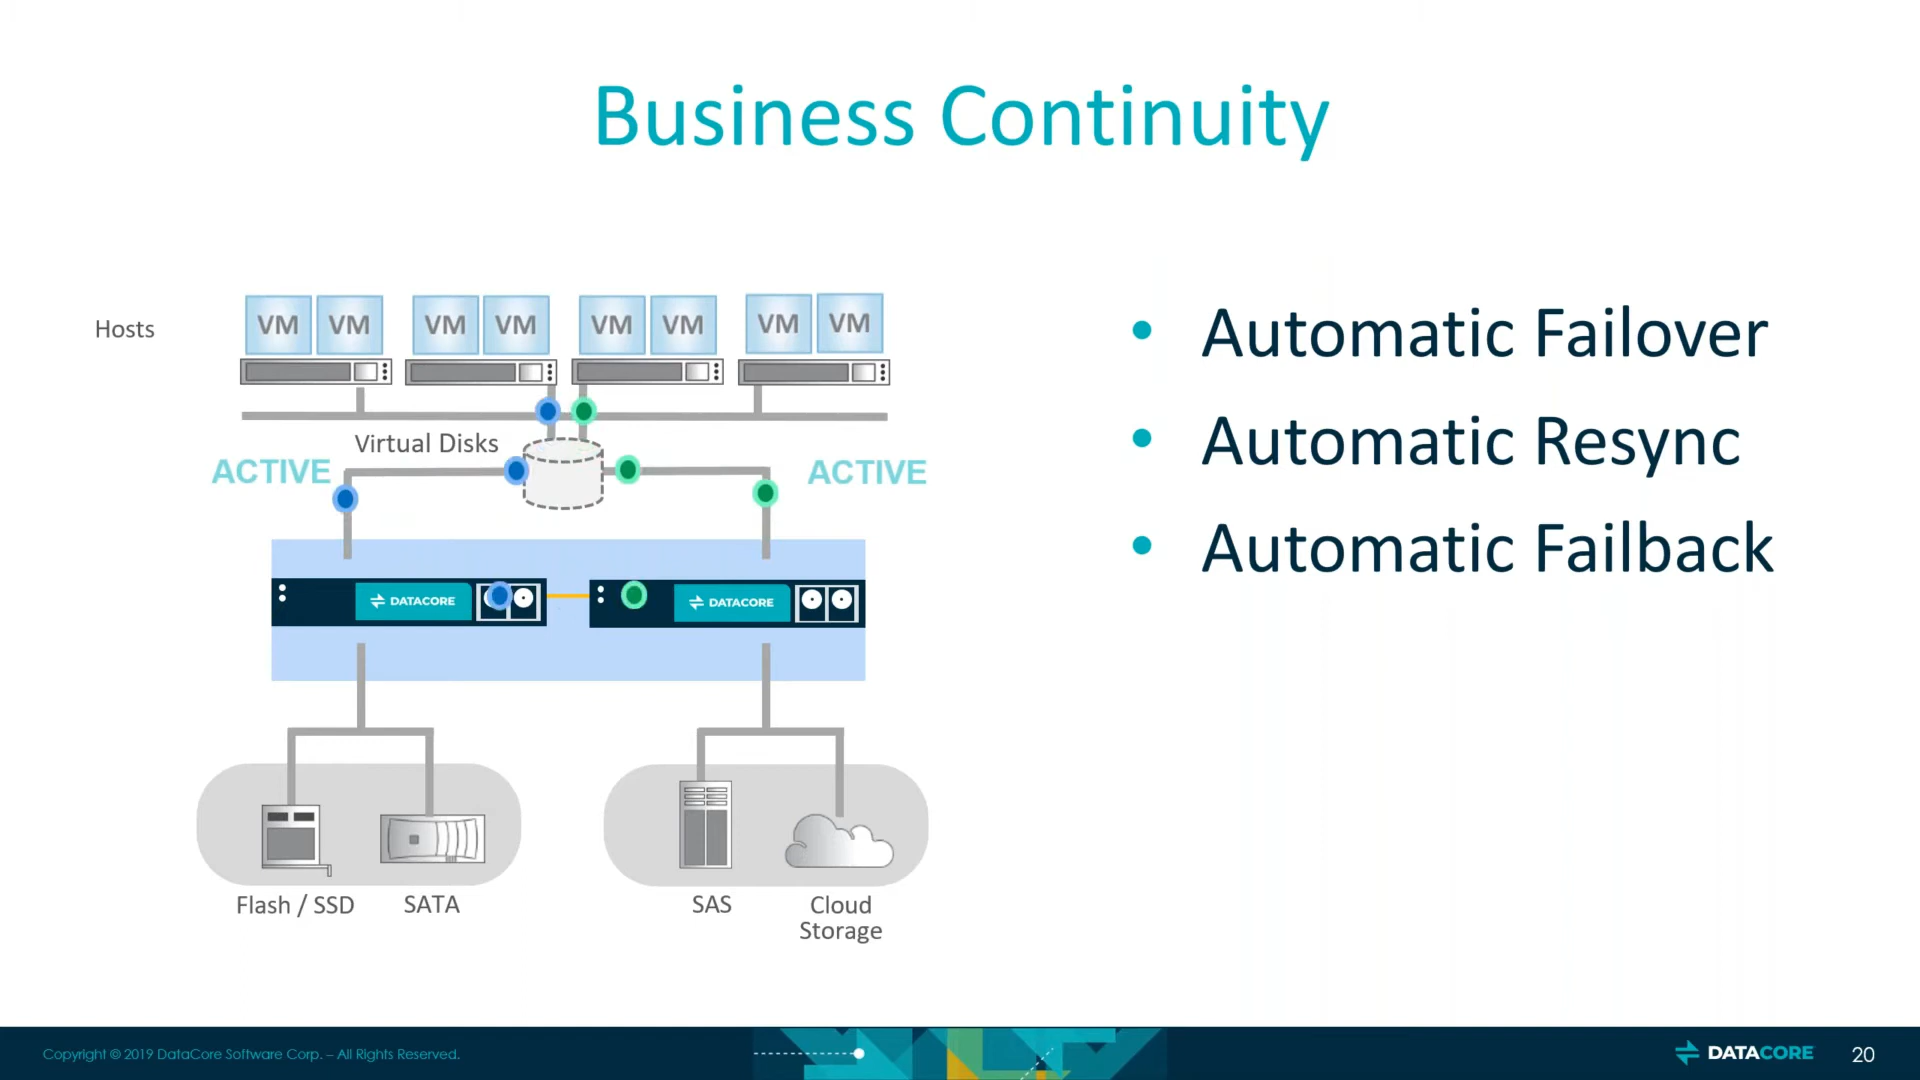 Business Continuity
Hosts
VM VM VM VM VM VM VM VM
Virtual Disks
ACTIVE
ACTIVE
DATACORE
DATACORE
Flash / SSD
SATA
SAS
Cloud
Storage
• Automatic Failover
• Automatic Resync
• Automatic Failback
Copyright © 2019 DataCore Software Corp. – All Rights Reserved.
DATACORE
20